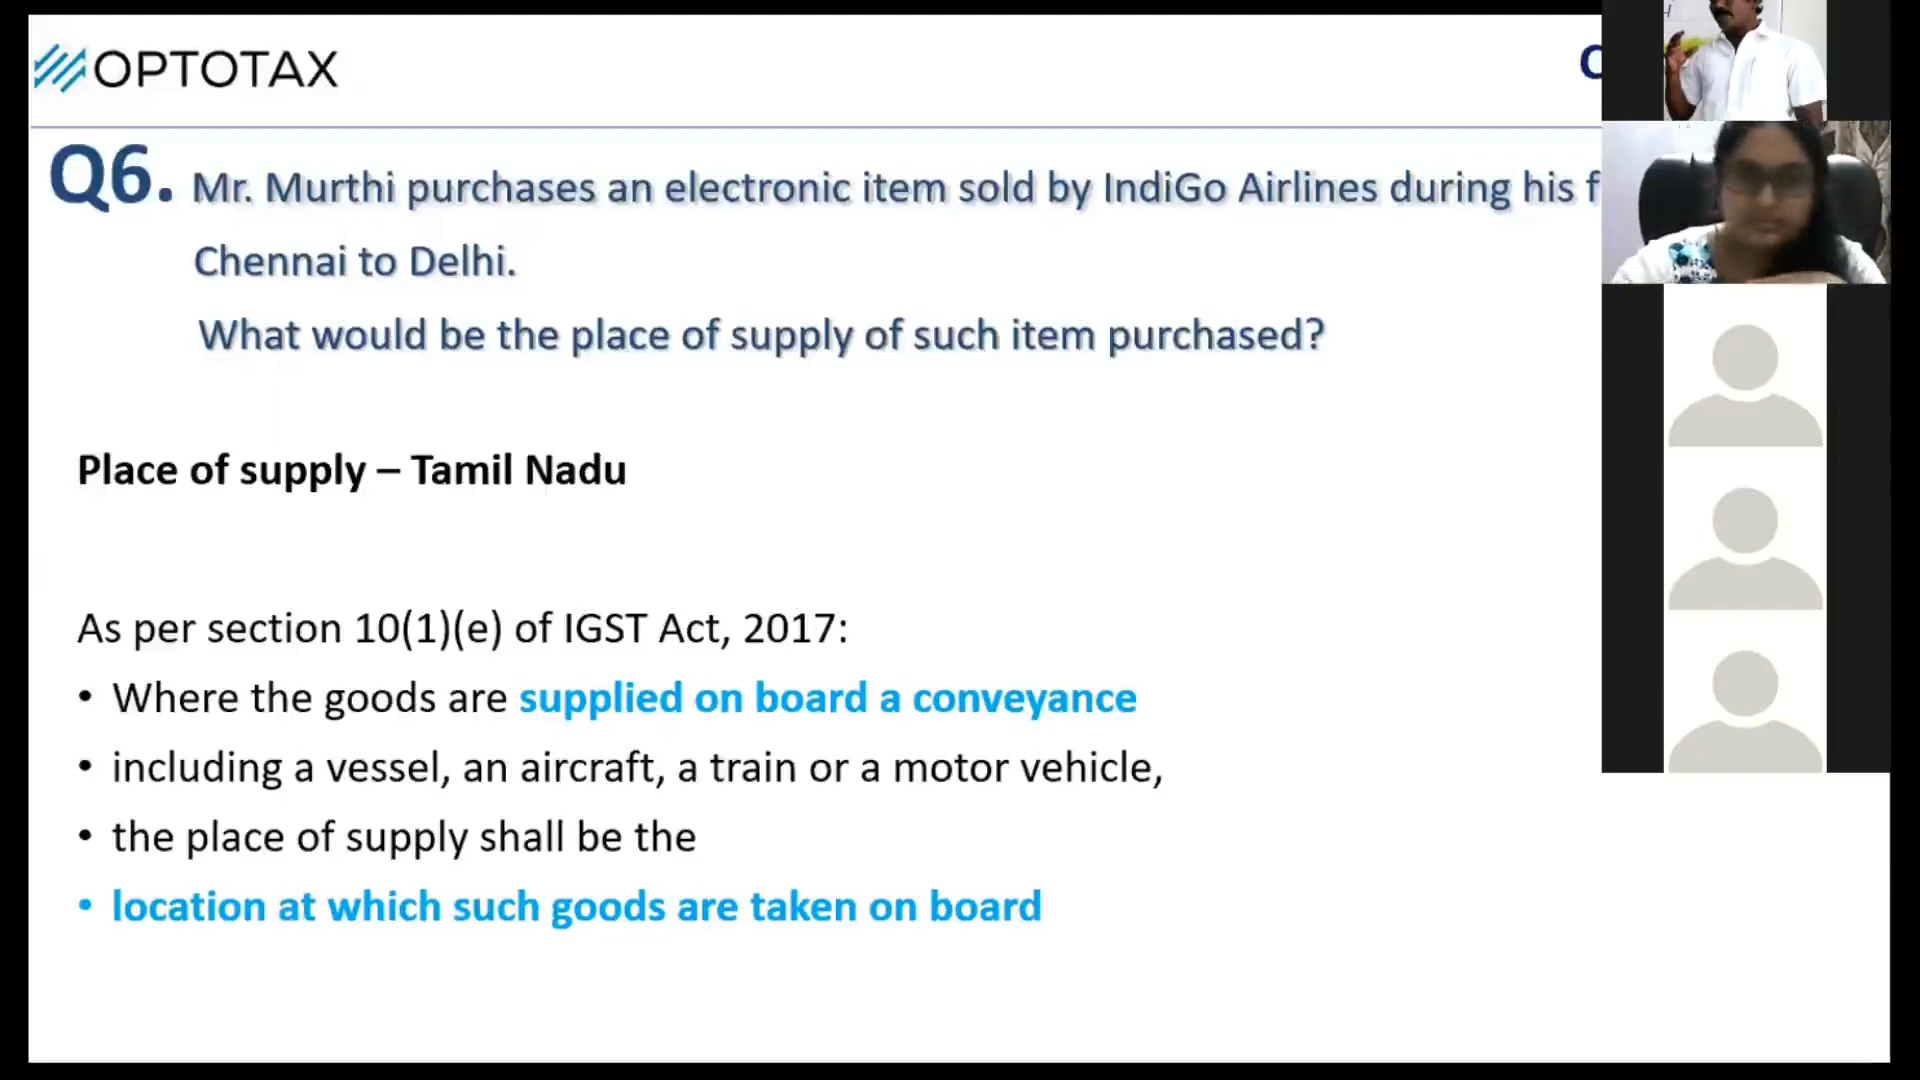 OPTOTAX
Q6. Mr. Murthi purchases an electronic item sold by IndiGo Airlines during his
Chennai to Delhi.
What would be the place of supply of such item purchased?
Place of supply – Tamil Nadu
As per section 10(1)(e) of IGST Act, 2017:
• Where the goods are supplied on board a conveyance
• including a vessel, an aircraft, a train or a motor vehicle,
• the place of supply shall be the
• location at which such goods are taken on board